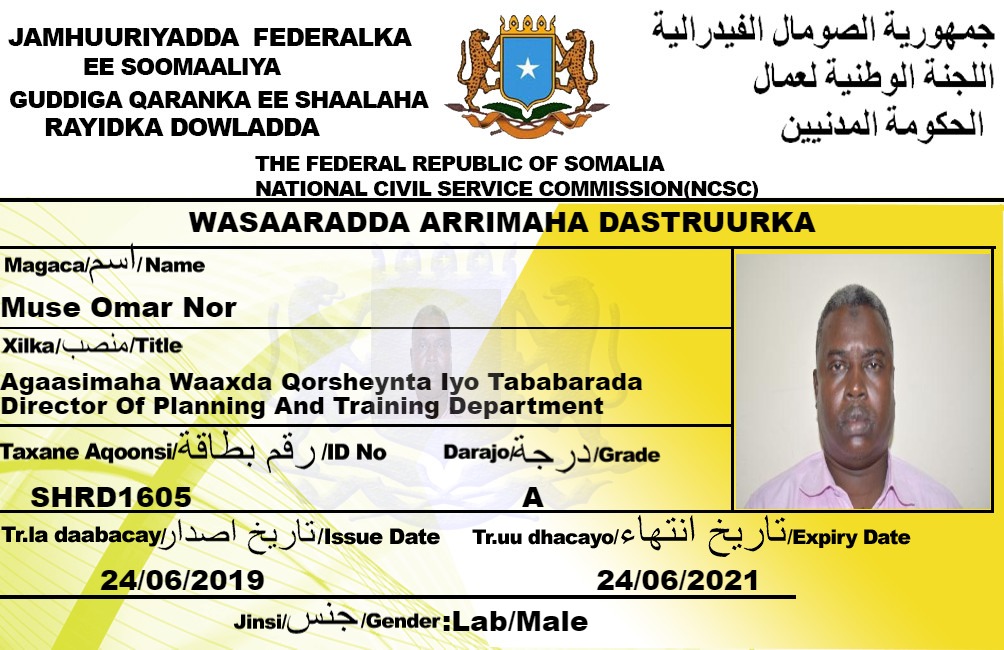 JAMHUURIYADDA FEDERALKA
EE SOOMAALIYA
GUDDIGA QARANKA EE SHAALAHA
RAYIDKA DOWLADDA
جمهورية الصومال الفيدرالية
اللجنة الوطنية لعمال
الحكومة المدنيين
THE FEDERAL REPUBLIC OF SOMALIA
NATIONAL CIVIL SERVICE COMMISSION(NCSC)
WASAARADDA ARRIMAHA DASTRUURKA
Magaca/اسم/Name
Muse Omar Nor
Xilka/منصب/Title
Agaasimaha Waaxda Qorsheynta Iyo Tababarada
Director Of Planning And Training Department
Taxane Aqoonsi/رقم بطاقة/ID No
Darajo/درجة/Grade
SHRD1605
A
Tr.la daabacay/تاريخ اصدار/Issue Date
Tr.uu dhacayo/تاريخ انتهاء/Expiry Date
24/06/2019
24/06/2021
Jinsi/جنس/Gender:Lab/Male